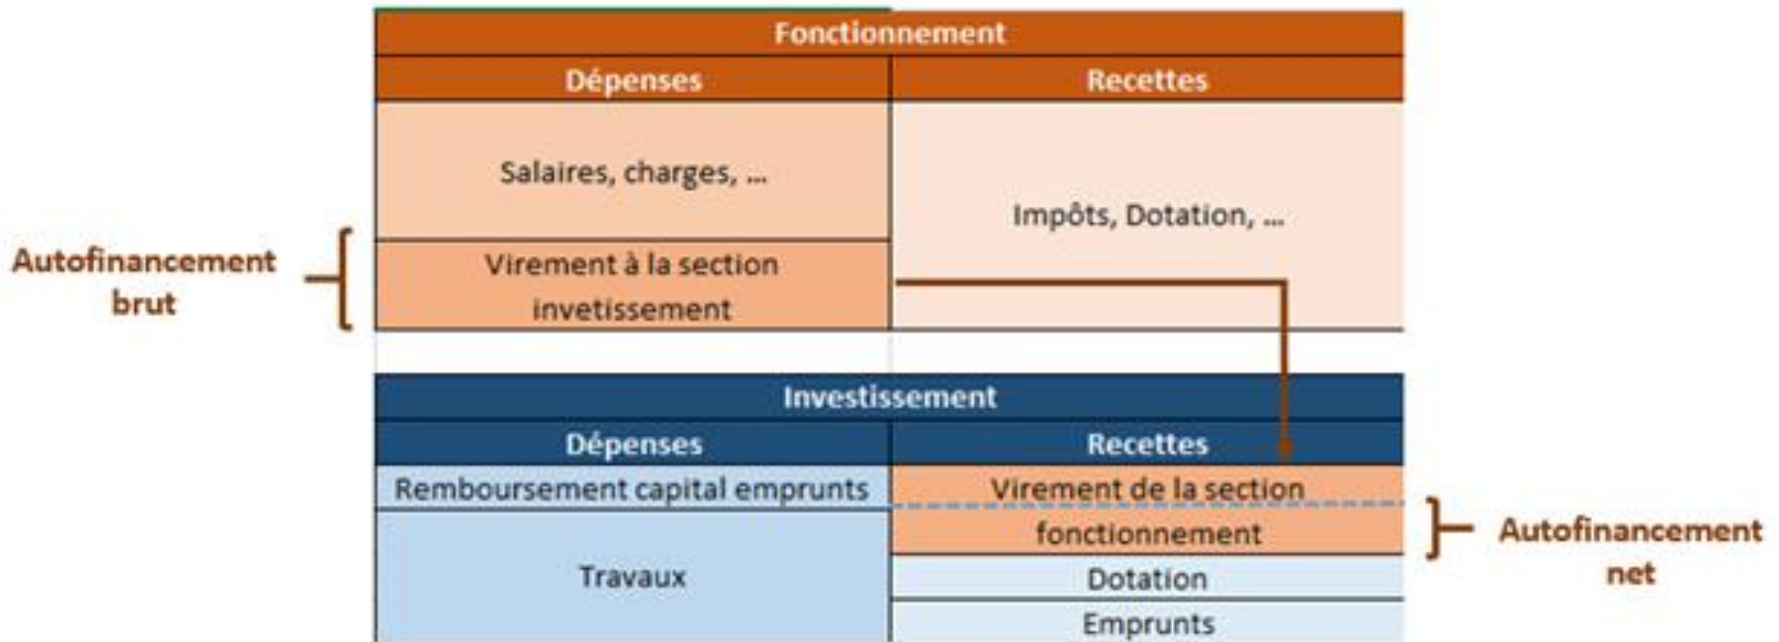 Fonctionnement
Dépenses
Recettes
Salaires, charges, ...
Impôts, Dotation, ...
Autofinancement
brut
Virement à la section
invetissement
Investissement
Dépenses
Recettes
Remboursement capital emprunts
Virement de la section
fonctionnement
Autofinancement
net
Travaux
Dotation
Emprunts